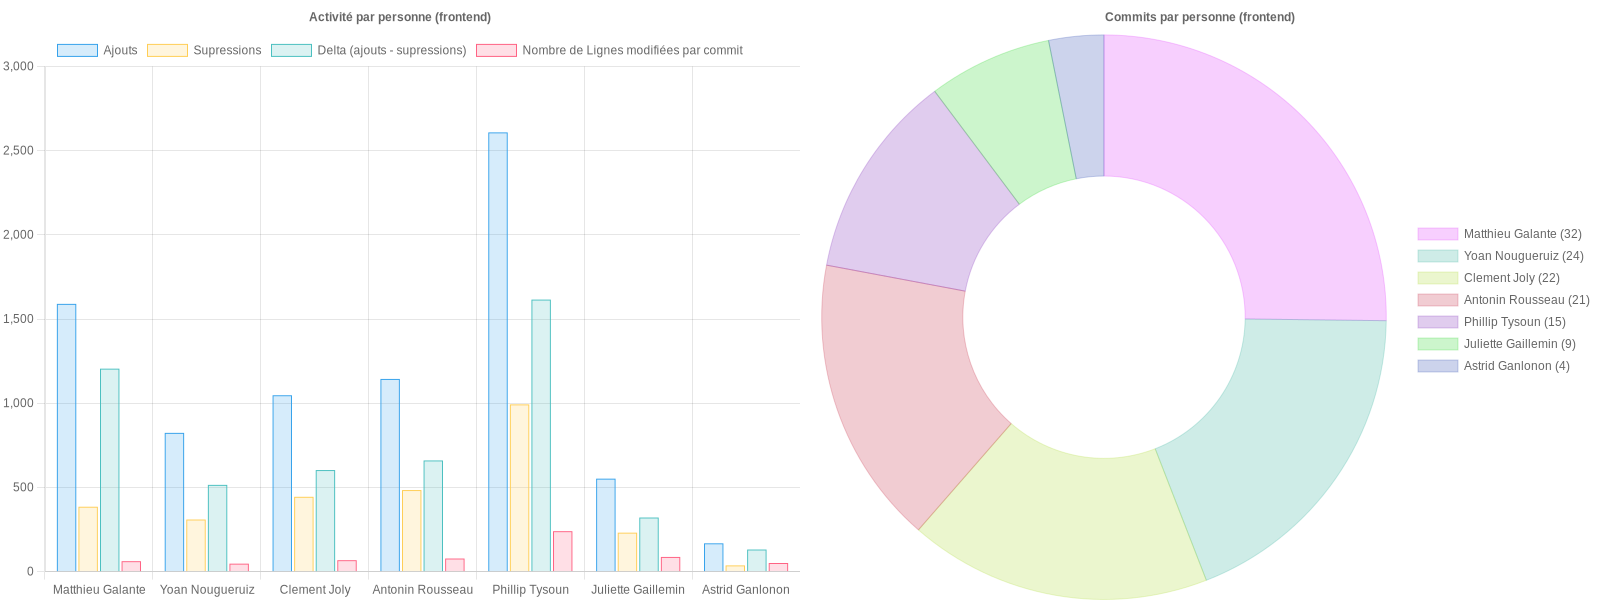 Activité par personne (frontend)
Ajouts Supressions Delta (ajouts - supressions) Nombre de Lignes modifiées par commit
3,000
2,500
2,000
1,500
1,000
500
0
Matthieu Galante Yoan Nougueruiz Clement Joly Antonin Rousseau Phillip Tysoun Juliette Gaillemin Astrid Ganlonon
Commits par personne (frontend)
Matthieu Galante (32)
Yoan Nougueruiz (24)
Clement Joly (22)
Antonin Rousseau (21)
Phillip Tysoun (15)
Juliette Gaillemin (9)
Astrid Ganlonon (4)